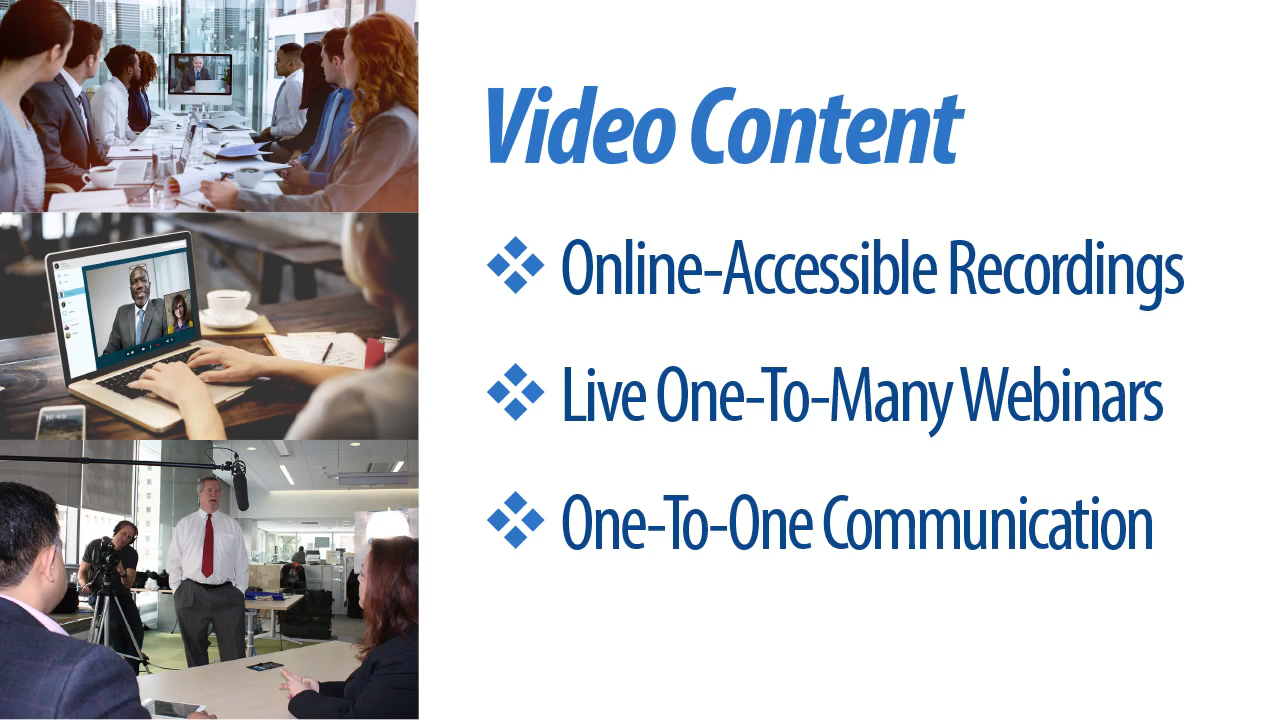 Video Content
Online-Accessible Recordings
Live One-To-Many Webinars
One-To-One Communication